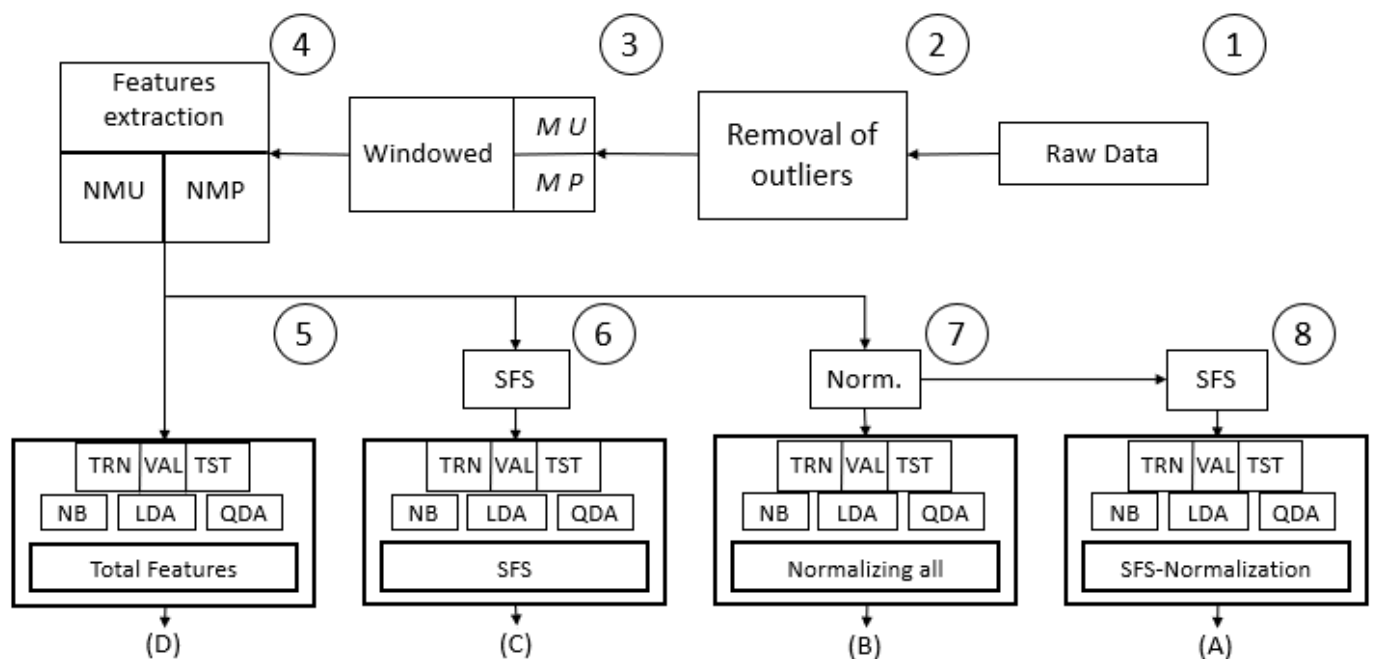 4
3
2
1
Features
extraction
NMU
NMP
Windowed
M U
M P
Removal of
outliers
Raw Data
5
6
7
8
SFS
Norm.
SFS
TRN VAL TST
NB LDA QDA
Total Features
(D)
TRN VAL TST
NB LDA QDA
SFS
(C)
TRN VAL TST
NB LDA QDA
Normalizing all
(B)
TRN VAL TST
NB LDA QDA
SFS-Normalization
(A)